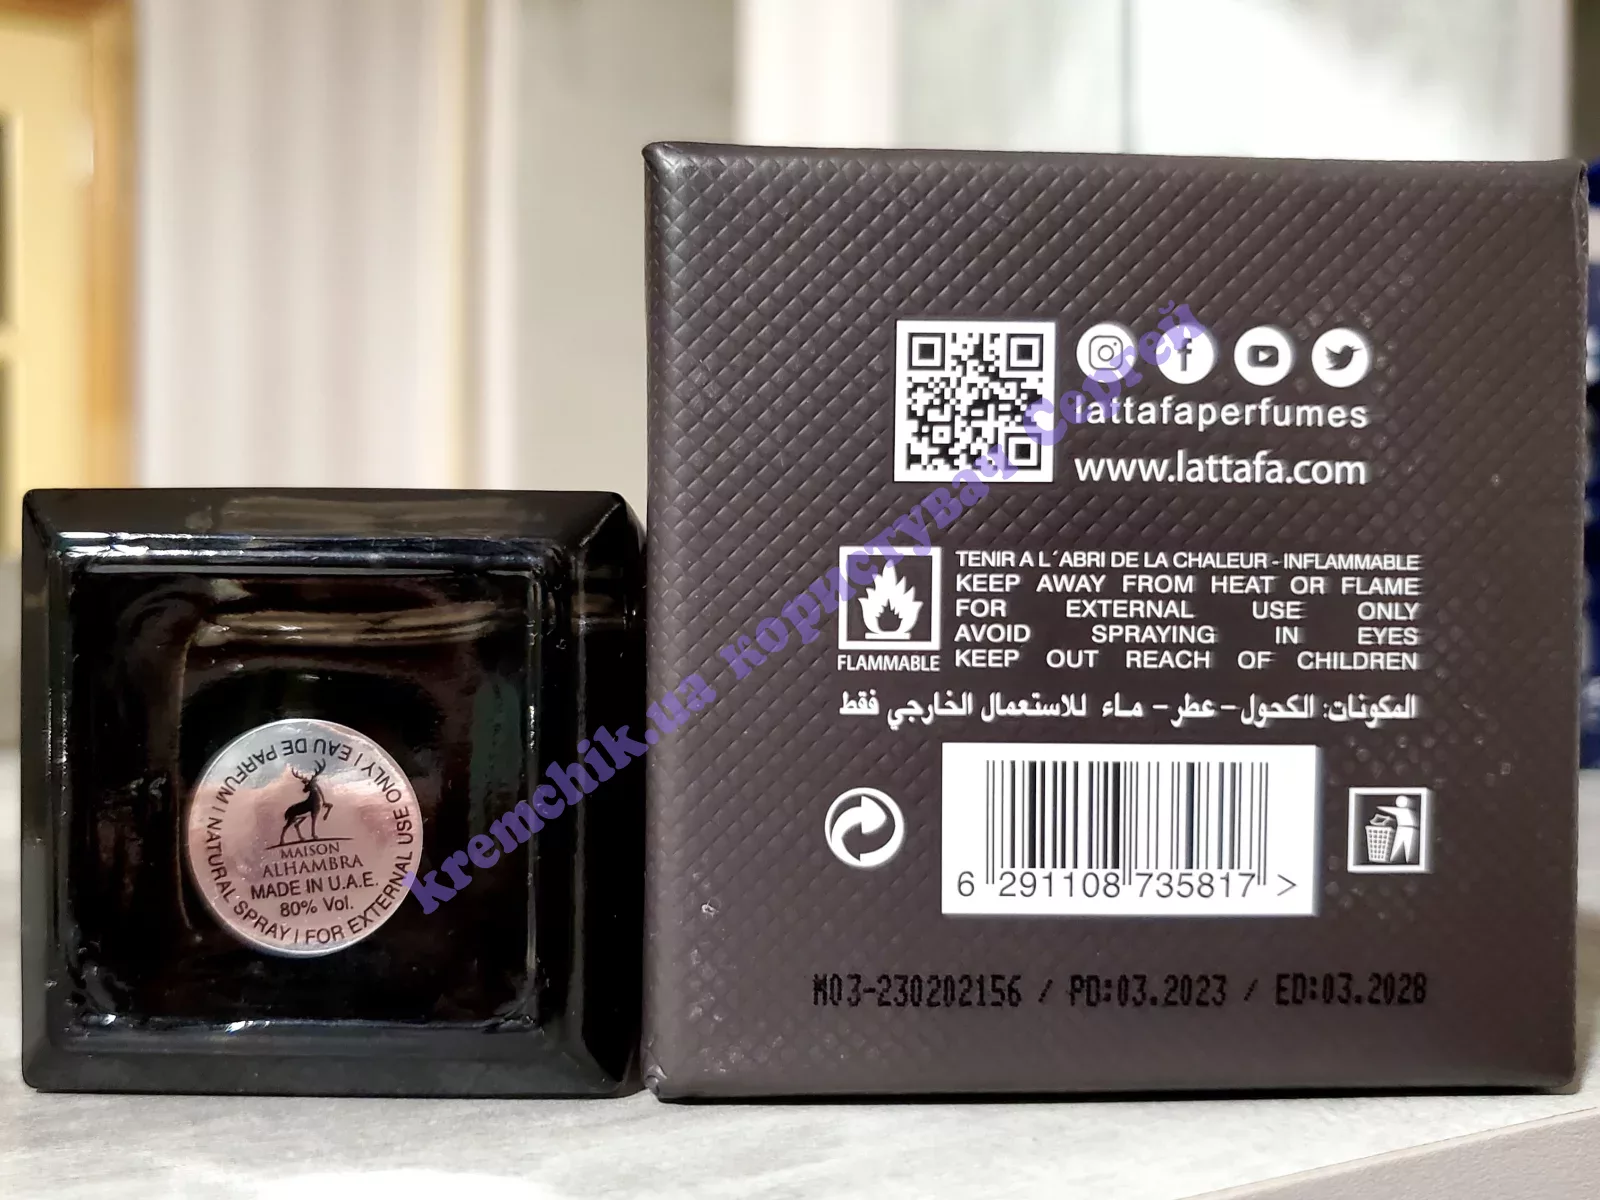 EAU DE PARFUM | NATURAL SPRAY | FOR EXTERNAL USE ONLY |
MAISON
ALHAMBRA
MADE IN U.A.E.
80% Vol.
lattafaperfumes
www.lattafa.com
TENIR A L´ABRI DE LA CHALEUR - INFLAMMABLE
KEEP AWAY FROM HEAT OR FLAME
FOR EXTERNAL USE ONLY
AVOID SPRAYING IN EYES
KEEP OUT REACH OF CHILDREN
FLAMMABLE
المكونات: الكحول - عطر - ماء للاستعمال الخارجي فقط
6 291108 735817 >
M03-230202156 / PD:03.2023 / ED:03.2028
kremchik.ua користувач Сергей